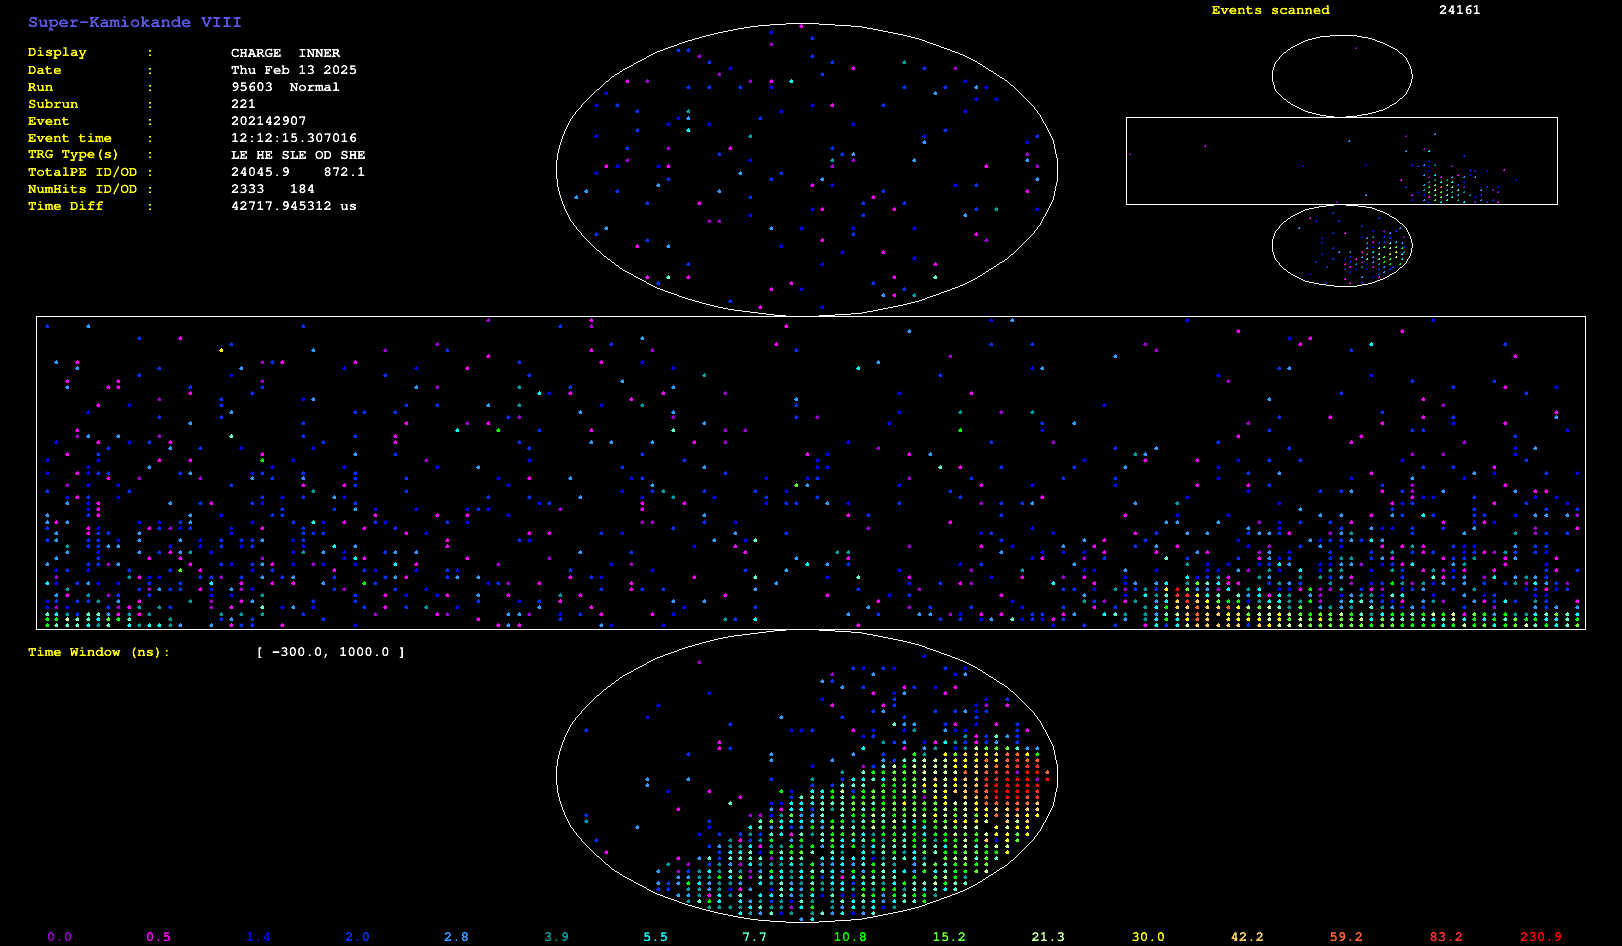 Super-Kamiokande VIII
Events scanned 24161
Display : CHARGE INNER
Date : Thu Feb 13 2025
Run : 95603 Normal
Subrun : 221
Event : 202142907
Event time : 12:12:15.307016
TRG Type(s) : LE HE SLE OD SHE
TotalPE ID/OD : 24045.9 872.1
NumHits ID/OD : 2333 184
Time Diff : 42717.945312 us
Time Window (ns): [ -300.0, 1000.0 ]
0.0 0.5 1.4 2.0 2.8 3.9 5.5 7.7 10.8 15.2 21.3 30.0 42.2 59.2 83.2 230.9